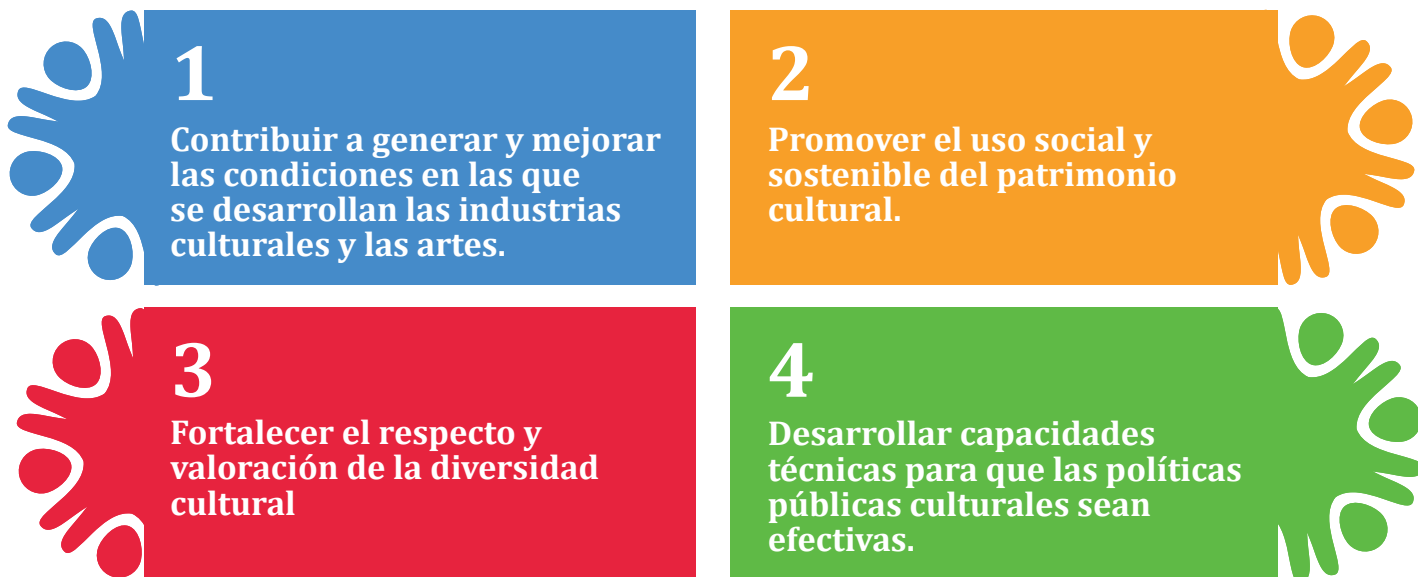 1
Contribuir a generar y mejorar
las condiciones en las que
se desarrollan las industrias
culturales y las artes.
2
Promover el uso social y
sostenible del patrimonio
cultural.
3
Fortalecer el respecto y
valoración de la diversidad
cultural
4
Desarrollar capacidades
técnicas para que las políticas
públicas culturales sean
efectivas.